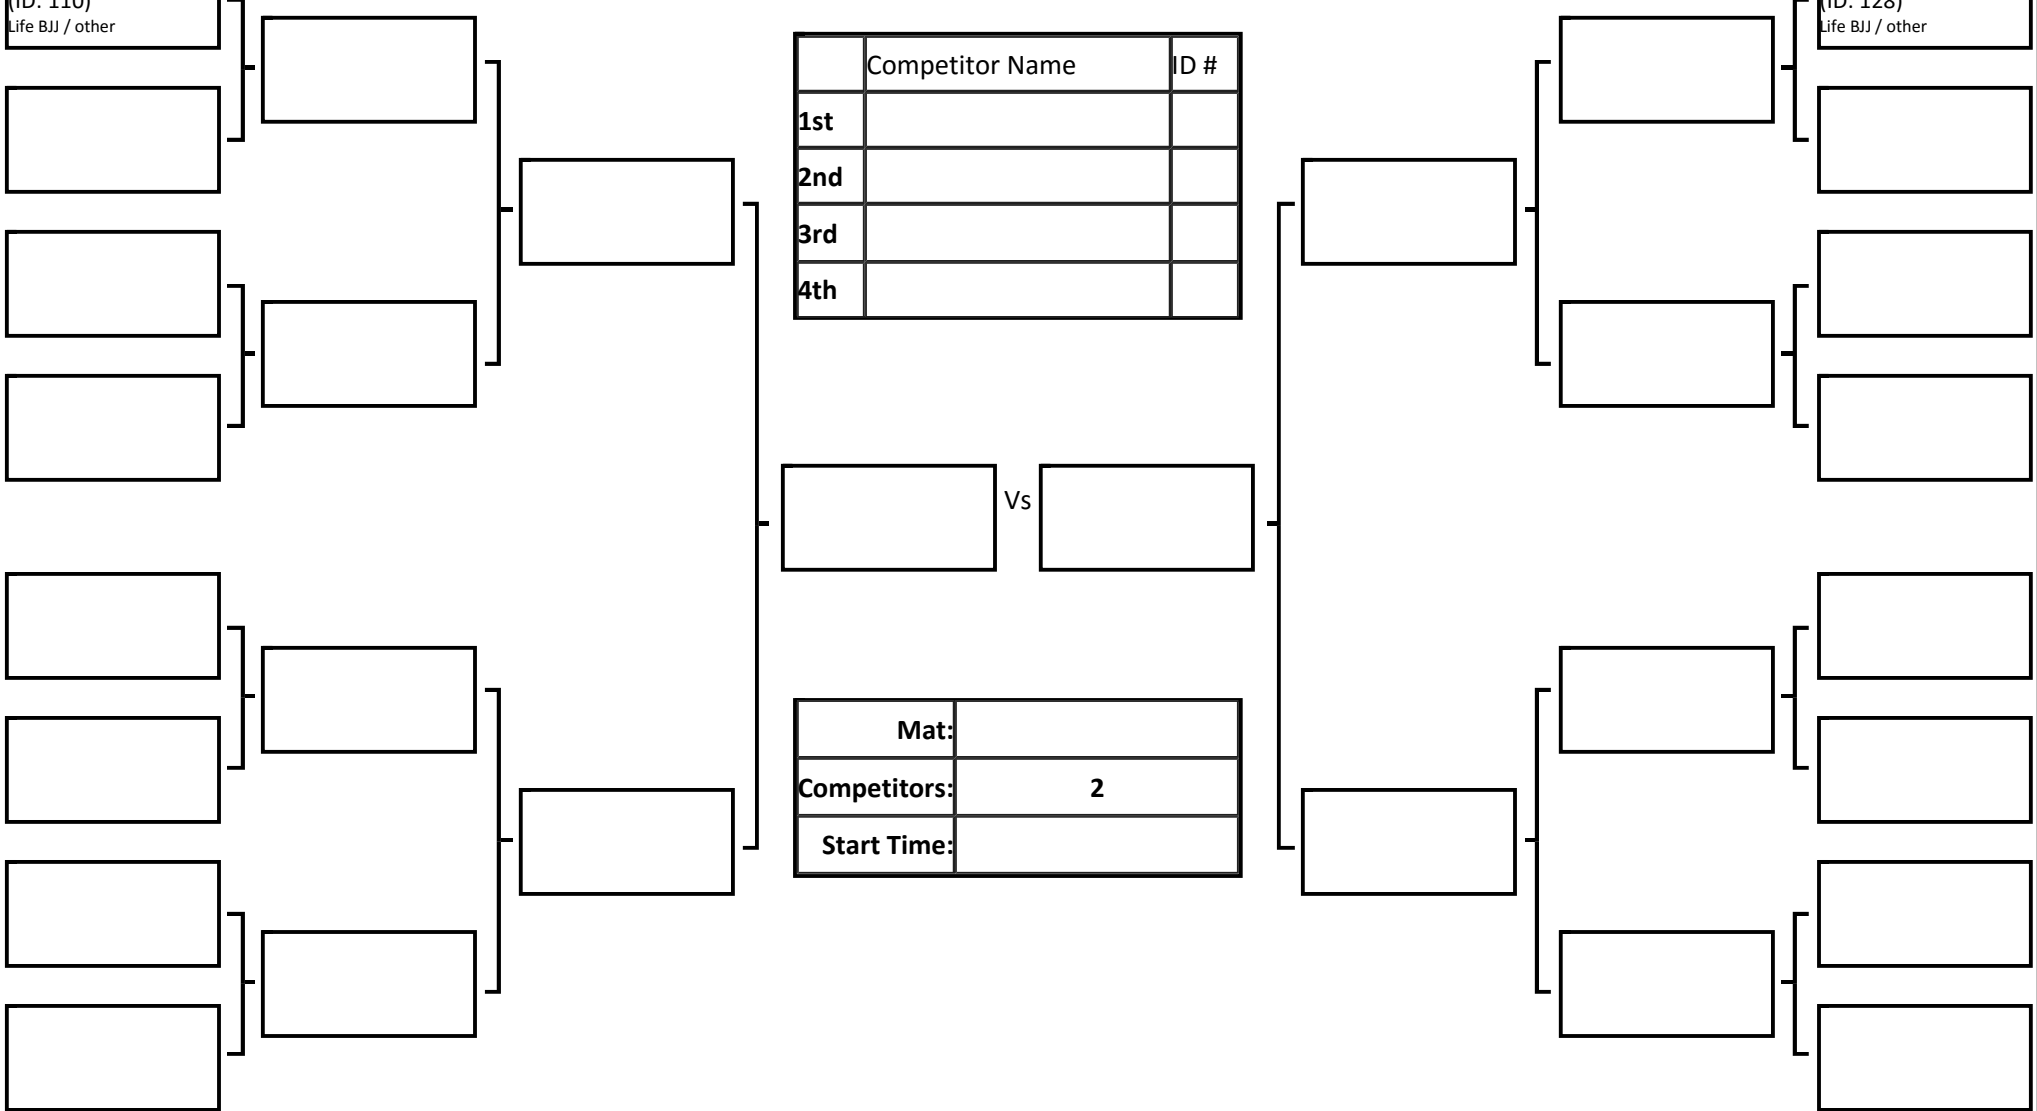 (ID: 110)
Life BJJ / other
(ID: 128)
Life BJJ / other
Competitor Name ID #
1st
2nd
3rd
4th
Vs
Mat:
Competitors: 2
Start Time: